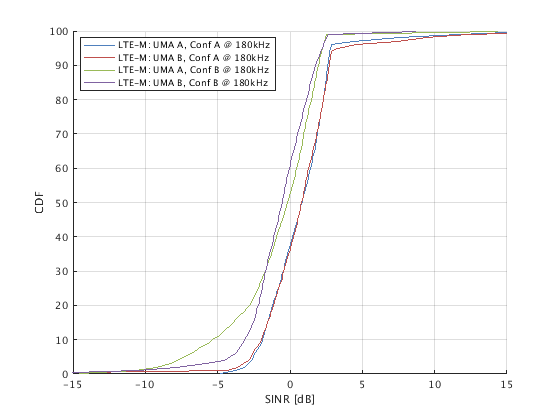 LTE-M: UMA A, Conf A @ 180kHz
LTE-M: UMA B, Conf A @ 180kHz
LTE-M: UMA A, Conf B @ 180kHz
LTE-M: UMA B, Conf B @ 180kHz
CDF
100
90
80
70
60
50
40
30
20
10
0
-15 -10 -5 0 5 10 15
SINR [dB]